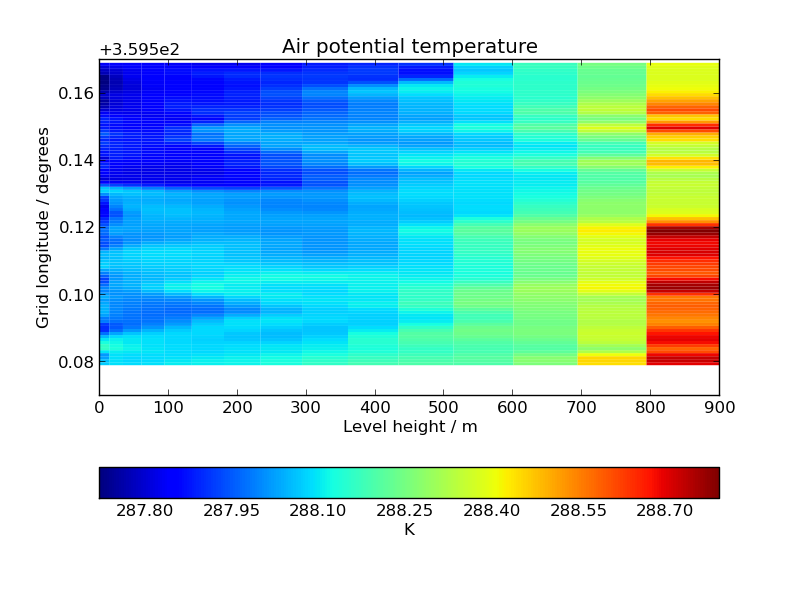 Air potential temperature
+3.595e2
0.16
0.14
0.12
0.10
0.08
Grid longitude / degrees
0 100 200 300 400 500 600 700 800 900
Level height / m
287.80 287.95 288.10 288.25 288.40 288.55 288.70
K